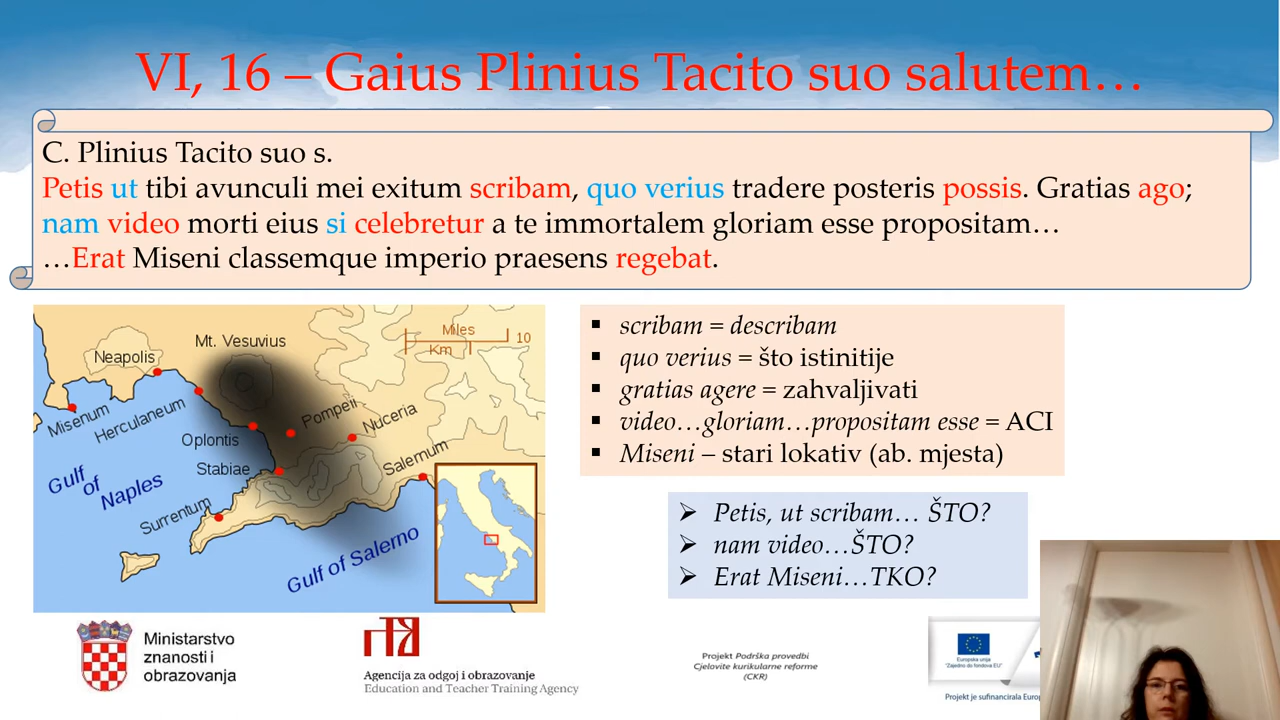 VI, 16 – Gaius Plinius Tacito suo salutem…
C. Plinius Tacito suo s.
Petis ut tibi avunculi mei exitum scribam, quo verius tradere posteris possis. Gratias ago;
nam video morti eius si celebretur a te immortalem gloriam esse propositam…
…Erat Miseni classemque imperio praesens regebat.
Miles
10
Km
Mt. Vesuvius
Neapolis
Misenum
Herculaneum
Pompeii
Nuceria
Oplontis
Stabiae
Salernum
Gulf
of
Naples
Surrentum
Gulf of Salerno
▪ scribam = describam
▪ quo verius = što istinitije
▪ gratias agere = zahvaljivati
▪ video…gloriam…propositam esse = ACI
▪ Miseni – stari lokativ (ab. mjesta)
➢ Petis, ut scribam… ŠTO?
➢ nam video…ŠTO?
➢ Erat Miseni…TKO?
Ministarstvo
znanosti i
obrazovanja
Agencija za odgoj i obrazovanje
Education and Teacher Training Agency
Projekt Podrška provedbi
Cjelovite kurikularne reforme
(CKR)
Europska unija
"Zajedno do fondova EU"
Projekt je sufinancirala